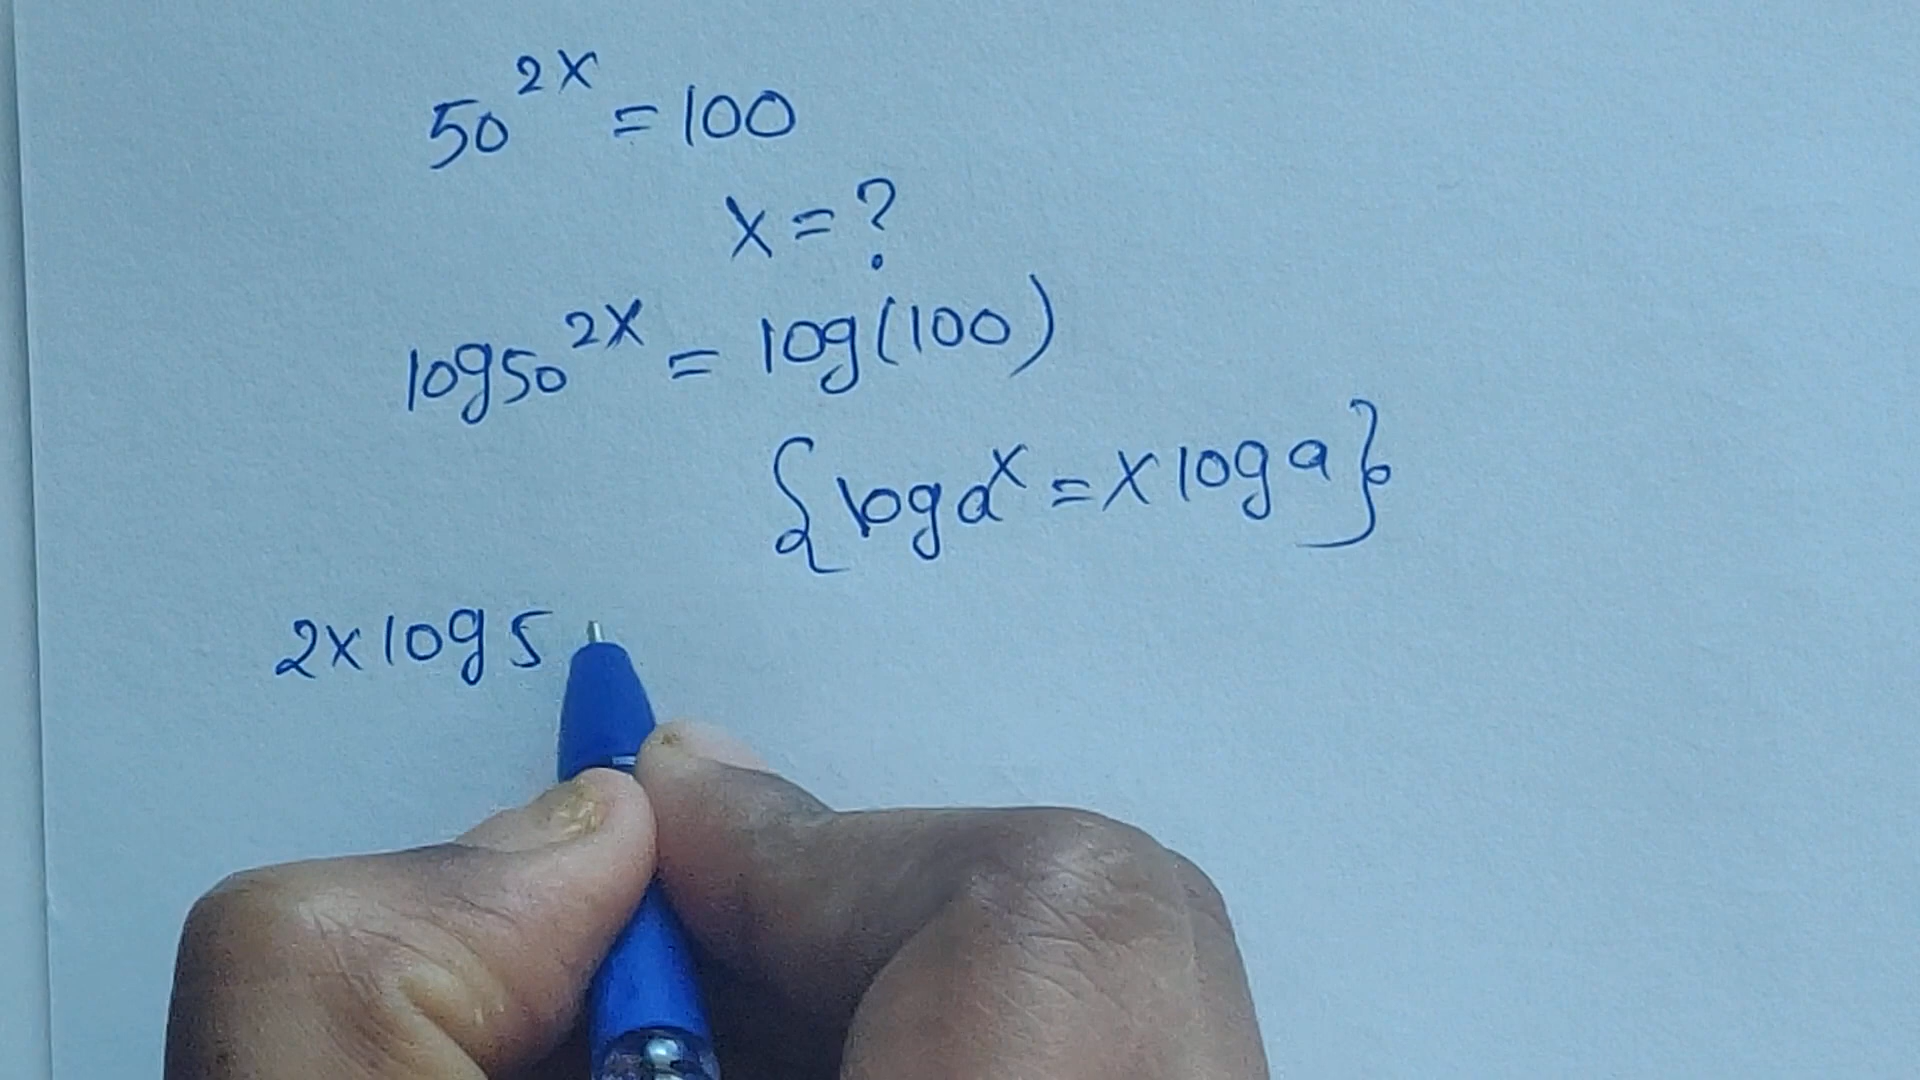 50^2x = 100
x = ?
log50^2x = log(100)
{log a^x = x log a}
2x log 5